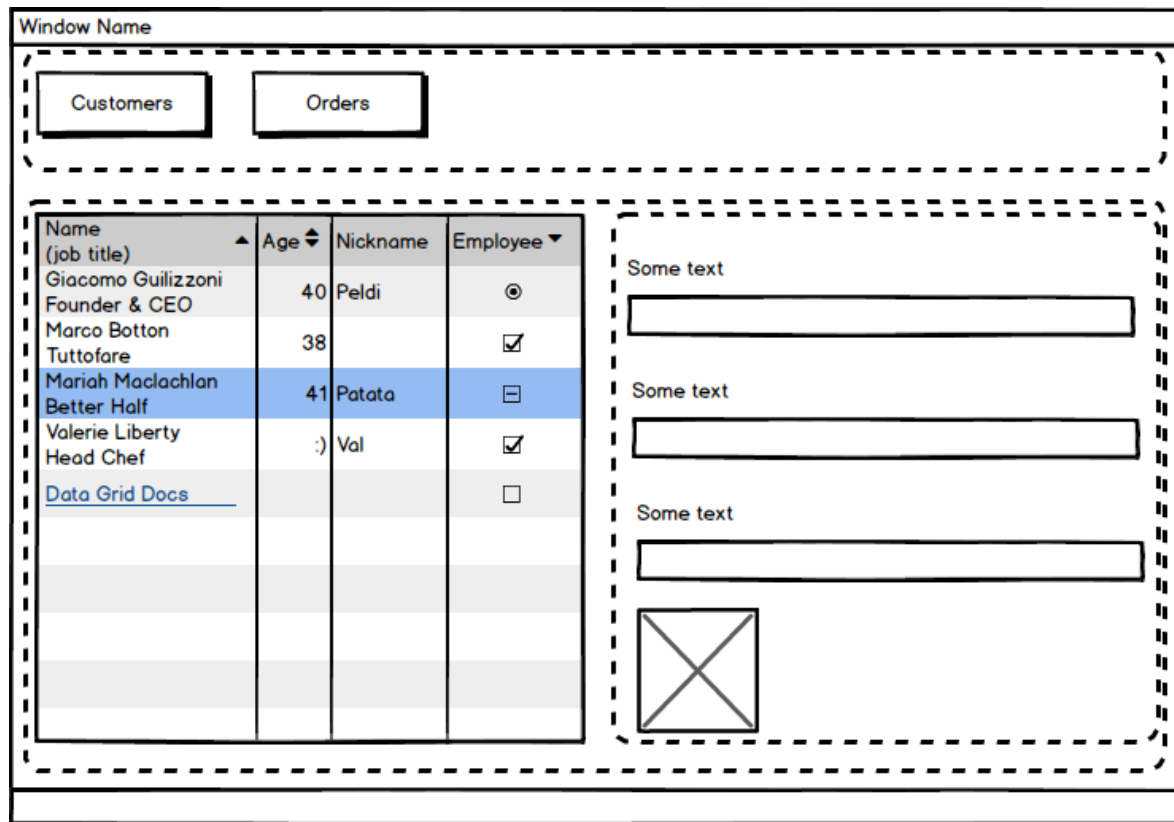 Window Name
Customers
Orders
Name
(job title)
Age
Nickname
Employee
Giacomo Guilizzoni
Founder & CEO
40
Peldi
Marco Botton
Tuttofare
38
Mariah Maclachlan
Better Half
41
Patata
Valerie Liberty
Head Chef
:)
Val
Data Grid Docs
Some text
Some text
Some text